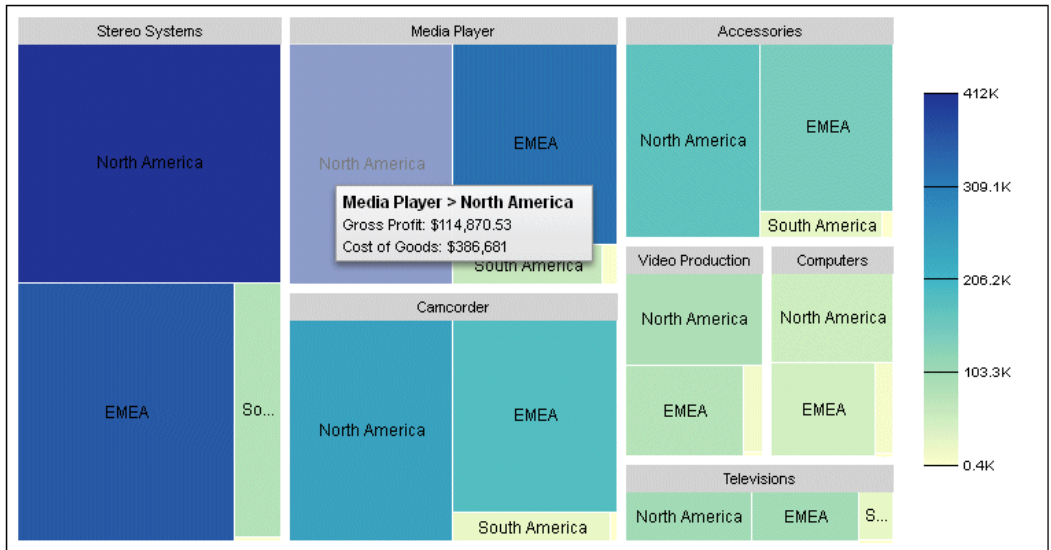 Stereo Systems
North America
EMEA
So...
Media Player
North America
EMEA
South America
Media Player > North America
Gross Profit: $114,870.53
Cost of Goods: $386,681
Camcorder
North America
EMEA
South America
Accessories
North America
EMEA
South America
Video Production
North America
EMEA
Computers
North America
EMEA
Televisions
North America
EMEA
S...
412K
309.1K
206.2K
103.3K
0.4K